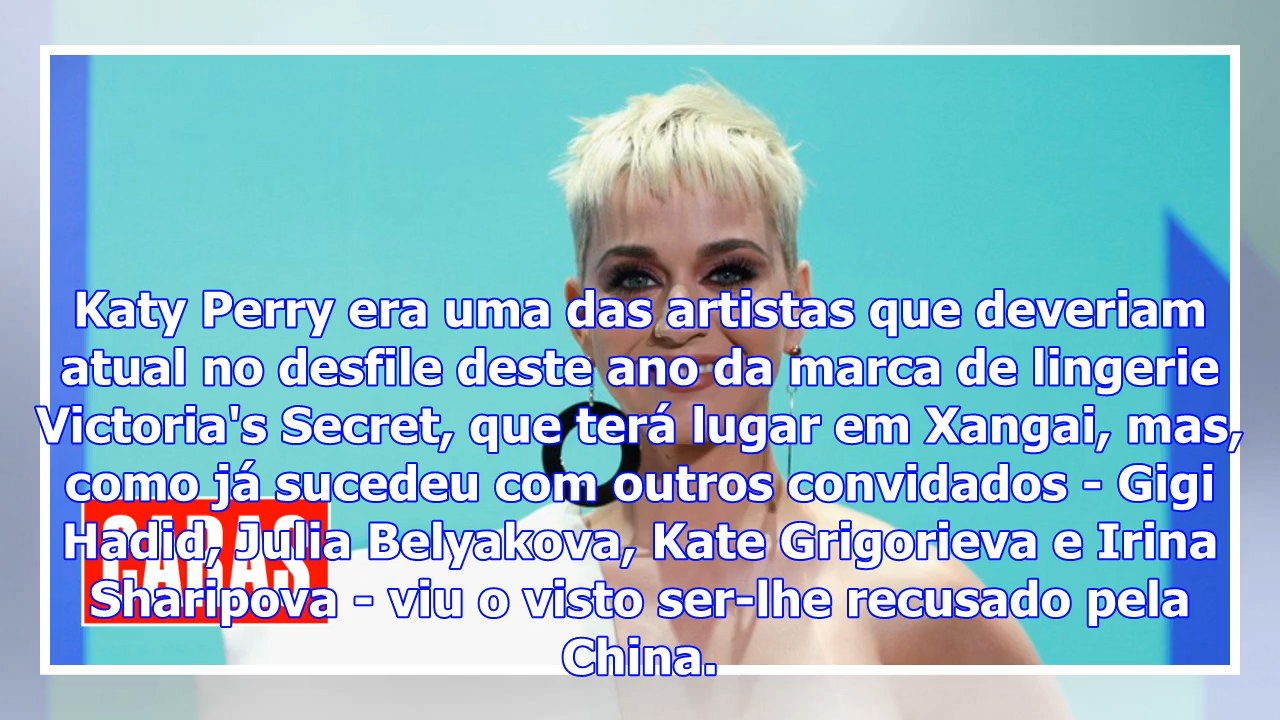 Katy Perry era uma das artistas que deveriam
atual no desfile deste ano da marca de lingerie
Victoria's Secret, que terá lugar em Xangai, mas,
como já sucedeu com outros convidados - Gigi
Hadid, Julia Belyakova, Kate Grigorieva e Irina
Sharipova - viu o visto ser-lhe recusado pela
China.
CARAS